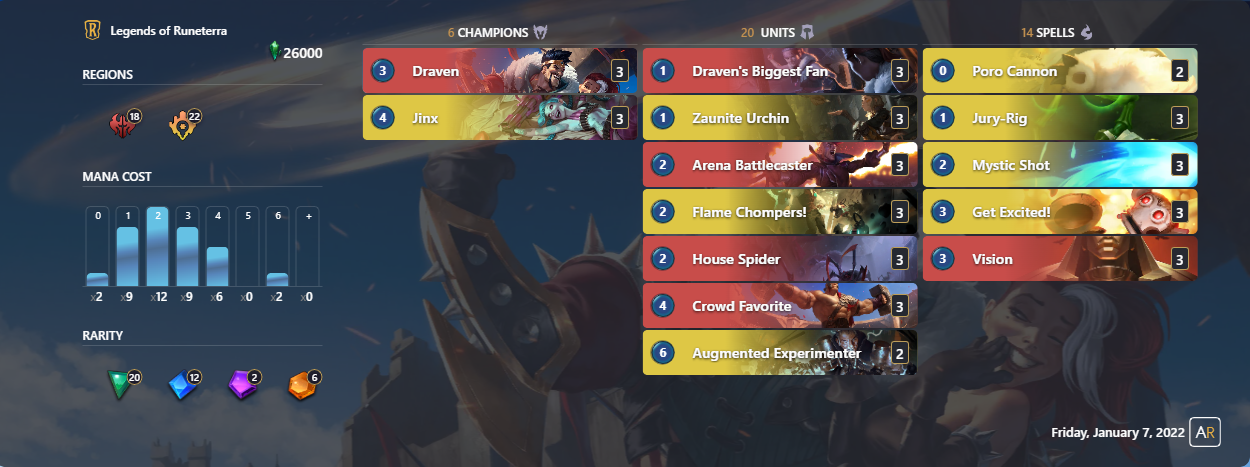 Legends of Runeterra
26000
REGIONS
18 22
MANA COST
0 1 2 3 4 5 6 +
x2 x9 x12 x9 x6 x0 x2 x0
RARITY
20 12 2 6
6 CHAMPIONS
3 Draven 3
4 Jinx 3
20 UNITS
1 Draven's Biggest Fan 3
1 Zaunite Urchin 3
2 Arena Battlecaster 3
2 Flame Chompers! 3
2 House Spider 3
4 Crowd Favorite 3
6 Augmented Experimenter 2
14 SPELLS
0 Poro Cannon 2
1 Jury-Rig 3
2 Mystic Shot 3
3 Get Excited! 3
3 Vision 3
Friday, January 7, 2022 AR